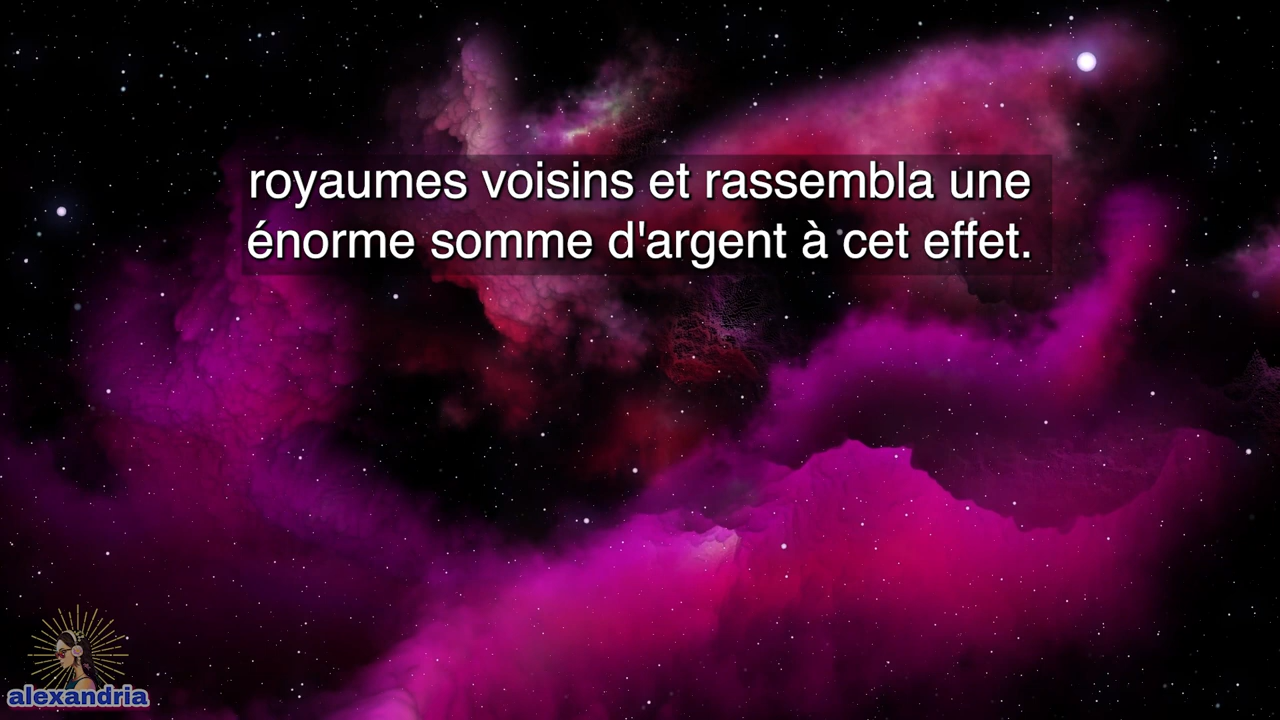 royaumes voisins et rassembla une
énorme somme d'argent à cet effet.
alexandria